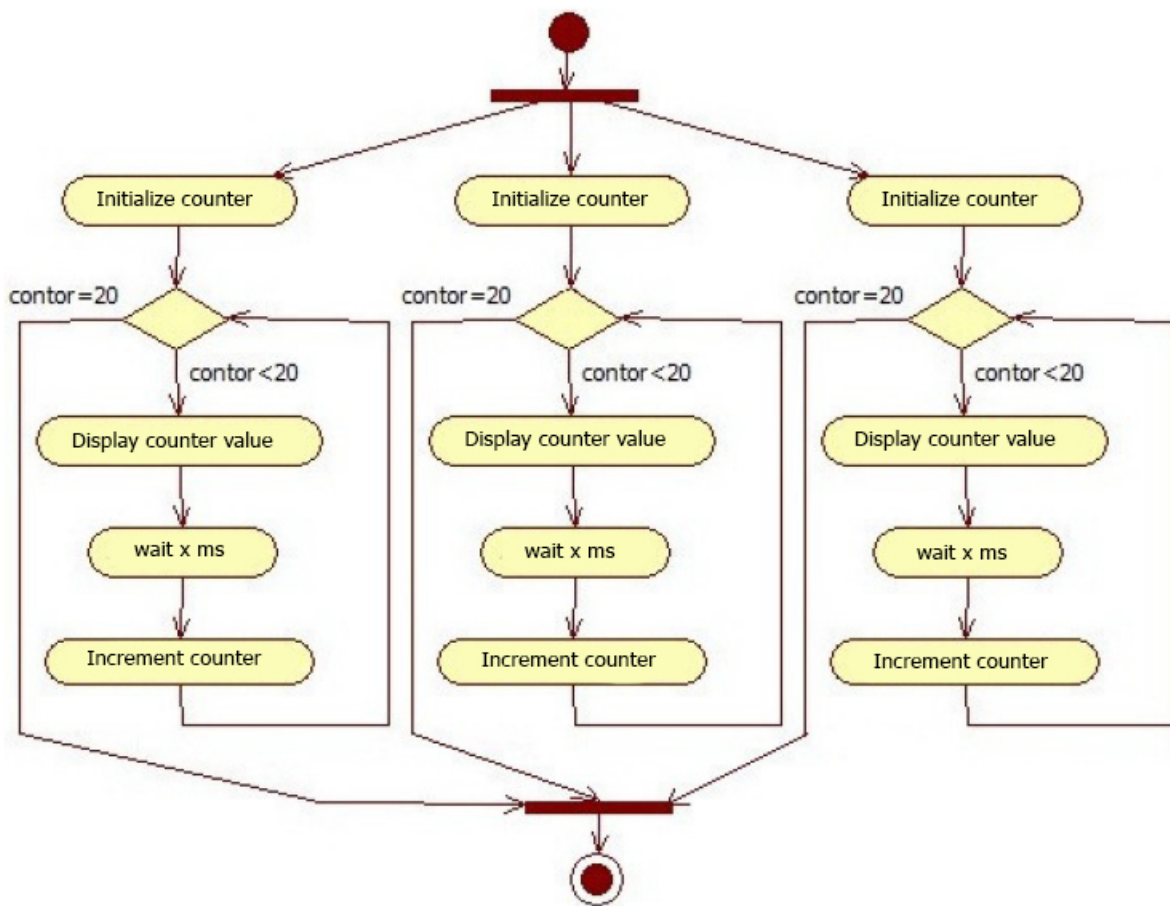 Initialize counter
Initialize counter
Initialize counter
contor=20
contor=20
contor=20
contor<20
contor<20
contor<20
Display counter value
Display counter value
Display counter value
wait x ms
wait x ms
wait x ms
Increment counter
Increment counter
Increment counter